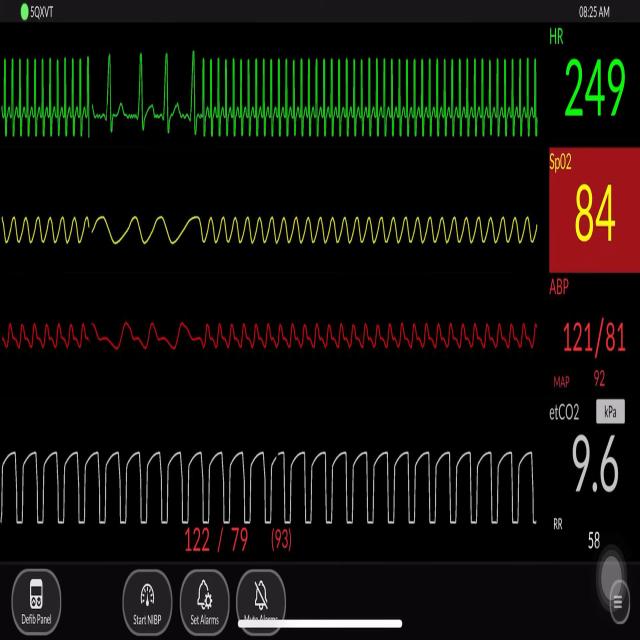 5QXVT
08:25 AM
HR
249
SpO2
84
ABP
121/81
MAP 92
etCO2 kPa
9.6
RR
58
122 / 79 (93)
Defib Panel
Start NIBP
Set Alarms
Mute Alarms